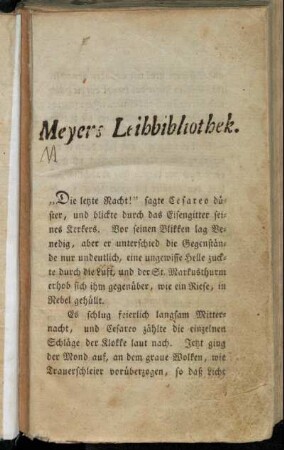 Meyers Leihbibliothek.
„Die letzte Nacht!" sagte Cesareo dü-
ster, und blickte durch das Eisengitter sei-
nes Kerkers. Vor seinen Blikken lag Ve-
nedig, aber er unterschied die Gegenstän-
de nur undentlich, eine ungewisse Helle zuck-
te durch die Luft, und der St. Markusthurm
erhob sich ihm gegenüber, wie ein Riese, in
Nebel gehüllt.
Es schlug feierlich langsam Mitter-
nacht, und Cesareo zählte die einzelnen
Schläge der Klokke laut nach. Jetzt ging
der Mond auf, an dem graue Wolken, wie
Trauerschleier vorüberzogen, so daß Licht